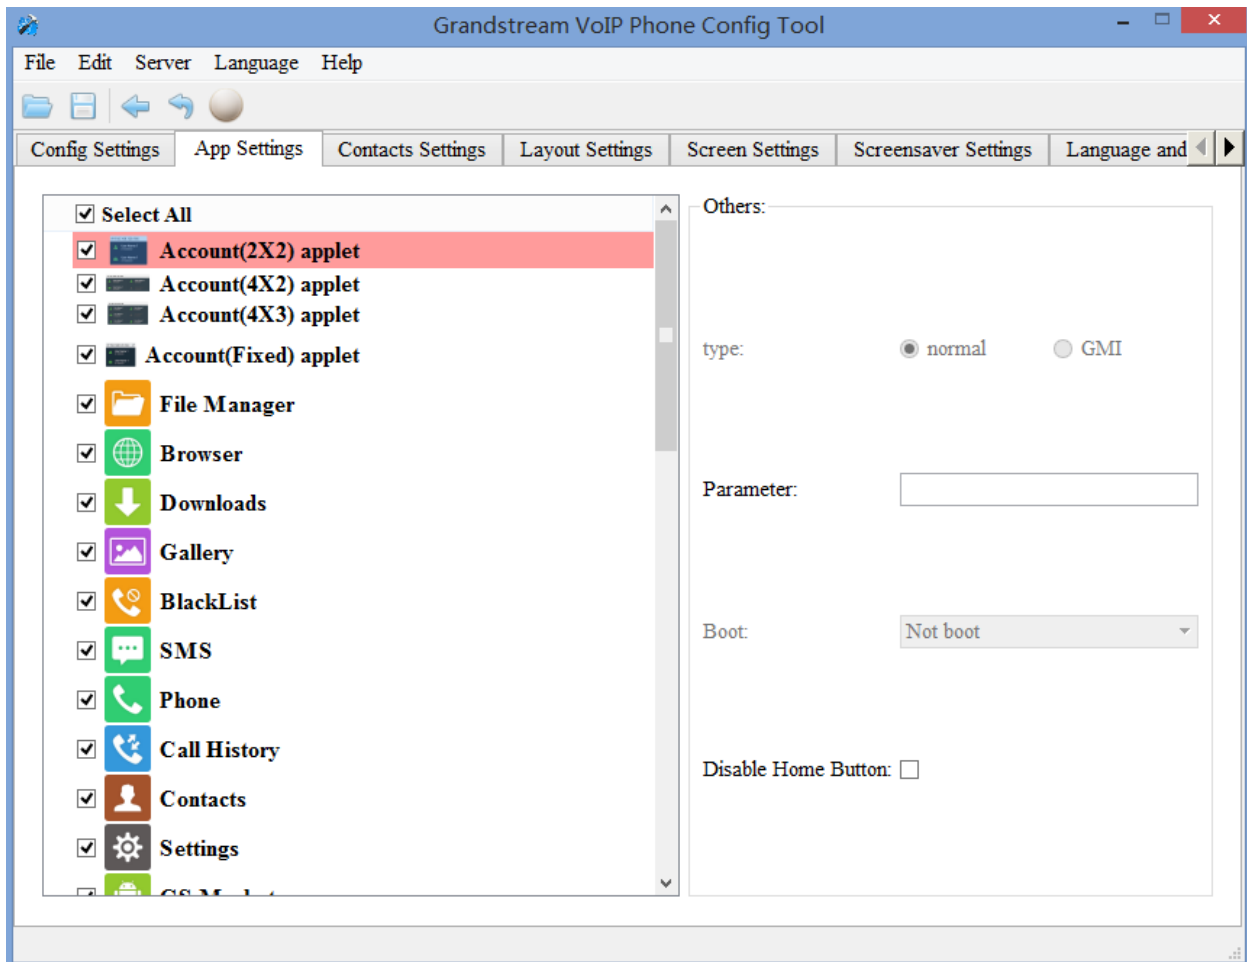 Grandstream VoIP Phone Config Tool
File Edit Server Language Help
Config Settings App Settings Contacts Settings Layout Settings Screen Settings Screensaver Settings Language and
Select All
Account(2X2) applet
Account(4X2) applet
Account(4X3) applet
Account(Fixed) applet
File Manager
Browser
Downloads
Gallery
BlackList
SMS
Phone
Call History
Contacts
Settings
Others:
type: normal GMI
Parameter:
Boot: Not boot
Disable Home Button: